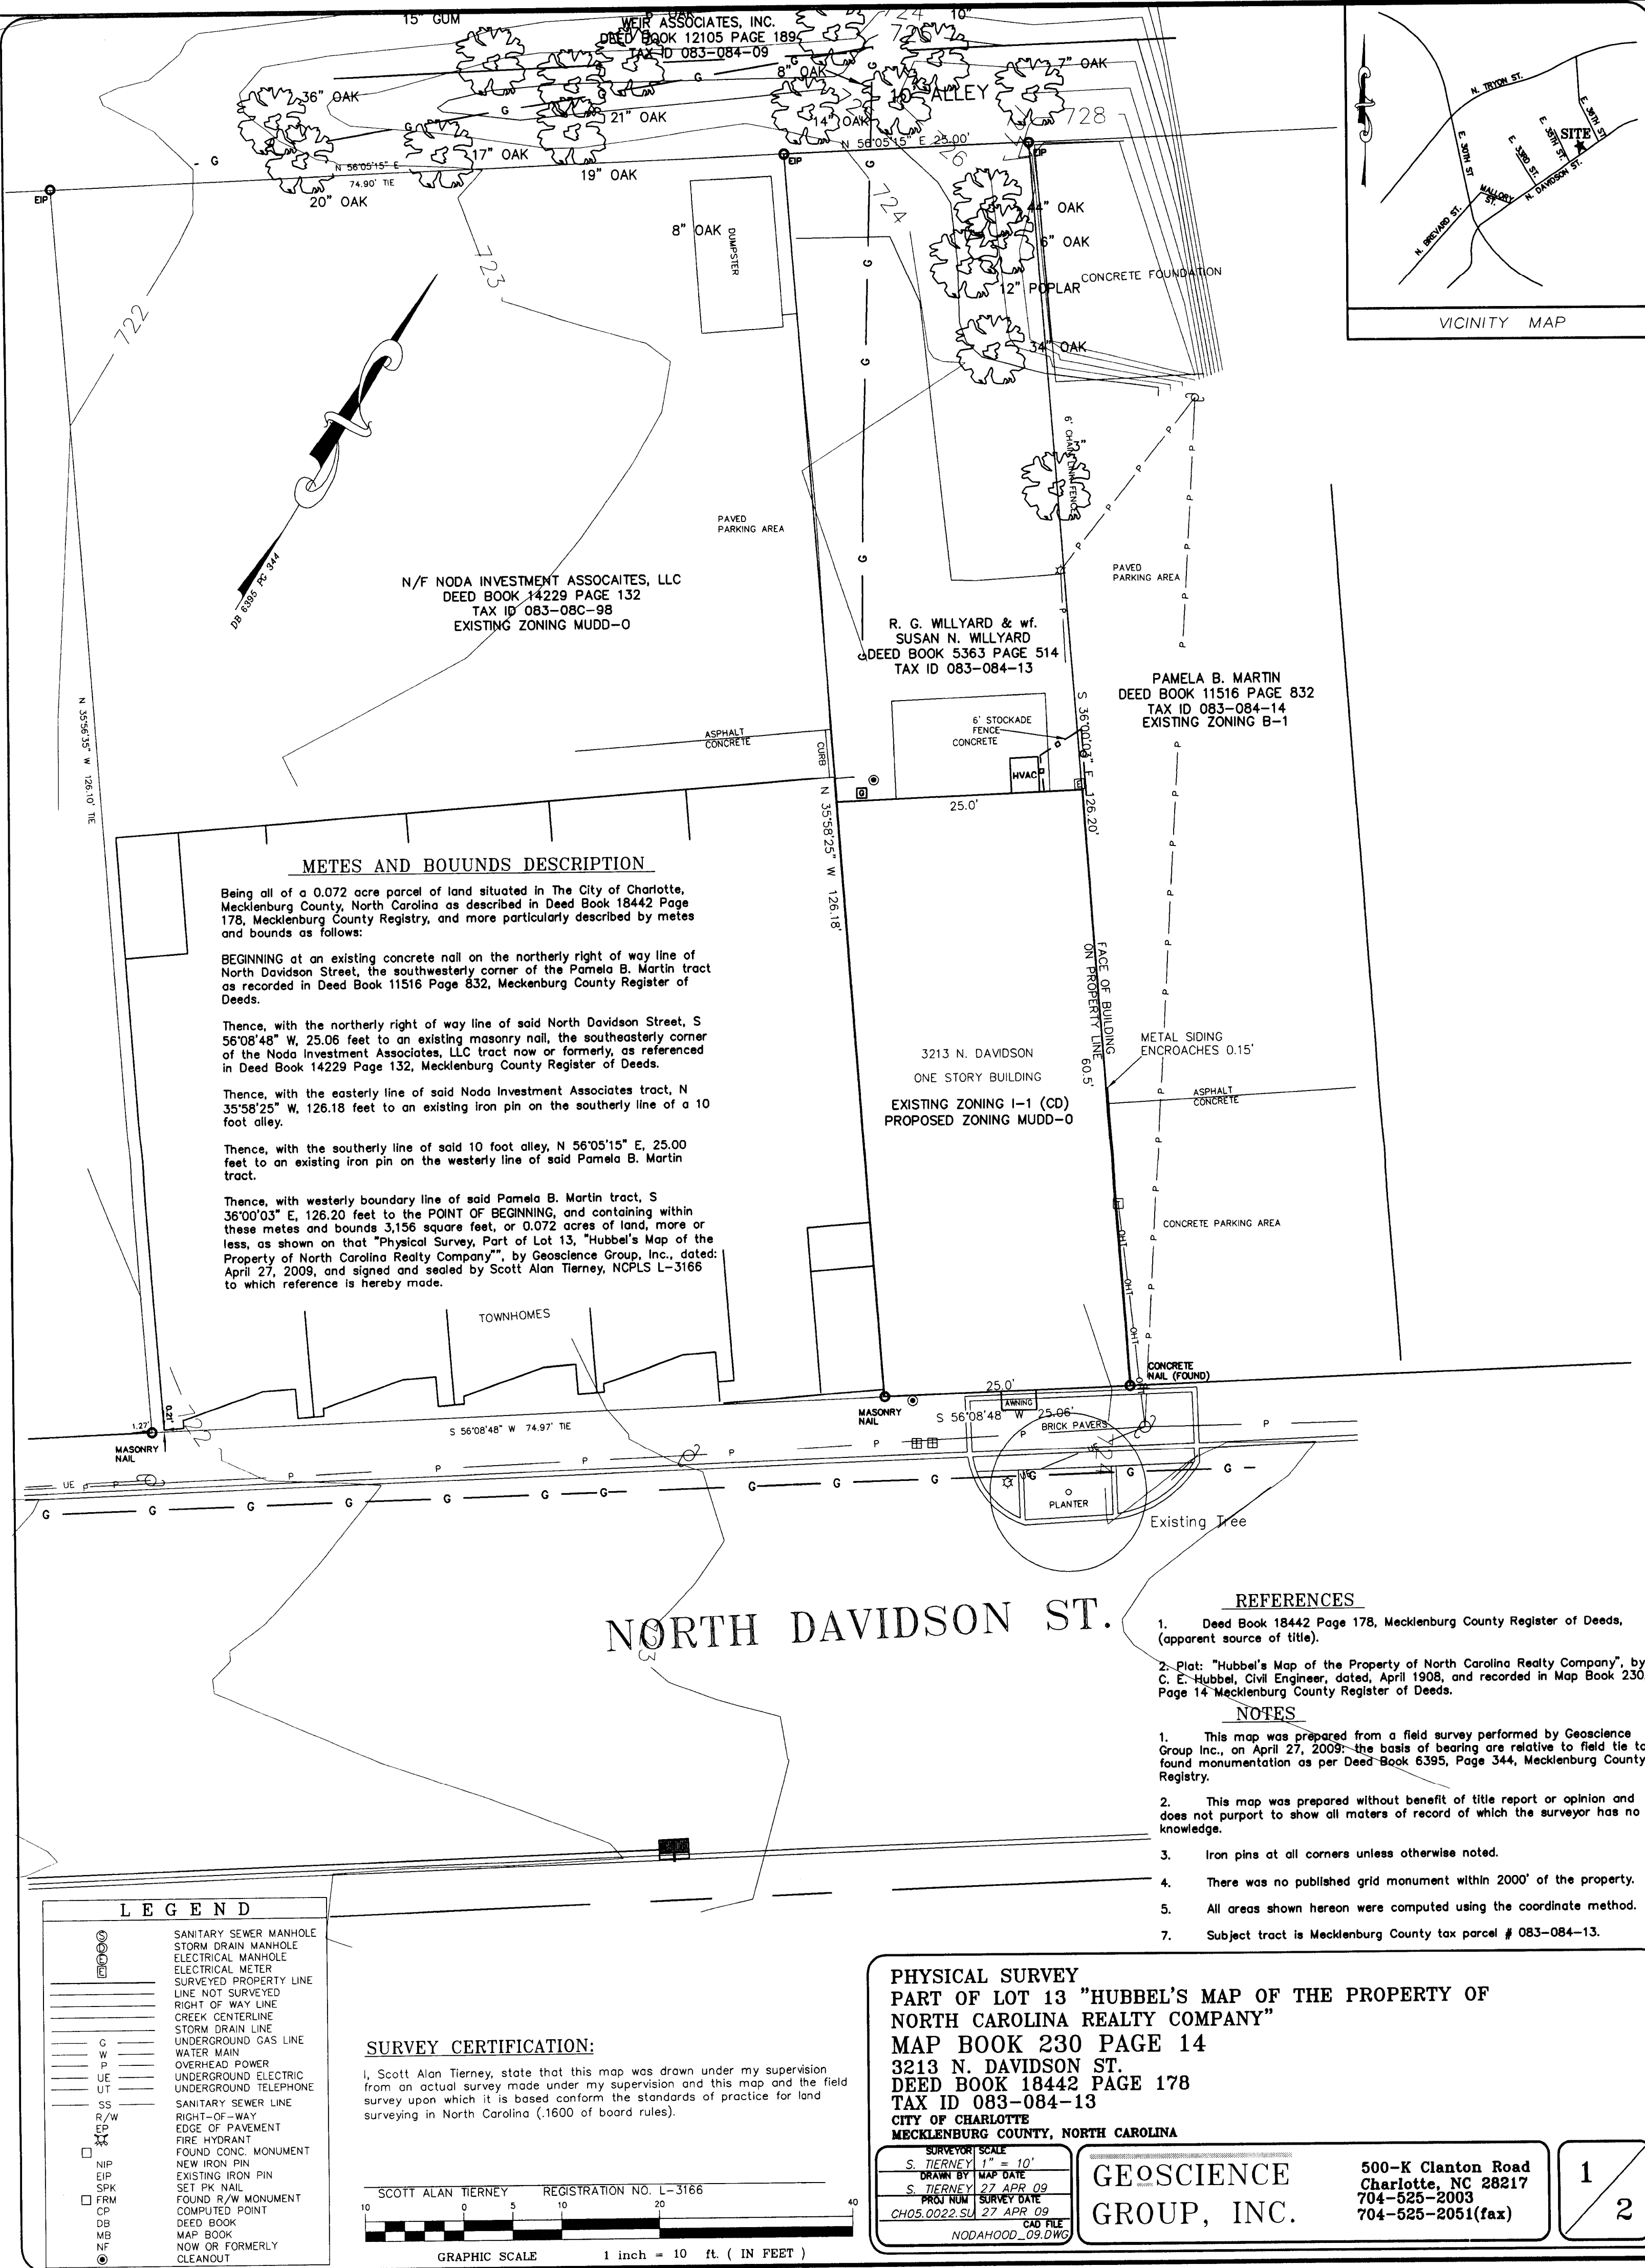 15" GUM
WEIR ASSOCIATES, INC.
DEED BOOK 12105 PAGE 189
TAX ID 083-084-09
10"
8" OAK
7" OAK
36" OAK
21" OAK
14" OAK
10' ALLEY
728
726
724
G
17" OAK
N 56°05'15" E 25.00'
N 56°05'15" E
74.90' TIE
19" OAK
20" OAK
EIP
EIP
EIP
8" OAK
DUMPSTER
44" OAK
6" OAK
12" POPLAR
CONCRETE FOUNDATION
34" OAK
722
723
724
N. TRYON ST.
E. 36TH ST.
E. 35TH ST.
E. 33RD ST.
E. 30TH ST
SITE
MALLORY ST.
N. DAVIDSON ST.
N. BREVARD ST.
VICINITY MAP
DB 6395 PG 344
6' CHAIN LINK FENCE
3"
PAVED
PARKING AREA
PAVED
PARKING AREA
N/F NODA INVESTMENT ASSOCAITES, LLC
DEED BOOK 14229 PAGE 132
TAX ID 083-08C-98
EXISTING ZONING MUDD-O
R. G. WILLYARD & wf.
SUSAN N. WILLYARD
DEED BOOK 5363 PAGE 514
TAX ID 083-084-13
PAMELA B. MARTIN
DEED BOOK 11516 PAGE 832
TAX ID 083-084-14
EXISTING ZONING B-1
N 35°56'35" W 126.10' TIE
S 36°00'03" E 126.20'
N 35°58'25" W 126.18'
ASPHALT
CONCRETE
CURB
6' STOCKADE
FENCE
CONCRETE
HVAC
G
25.0'
METES AND BOUUNDS DESCRIPTION
Being all of a 0.072 acre parcel of land situated in The City of Charlotte,
Mecklenburg County, North Carolina as described in Deed Book 18442 Page
178, Mecklenburg County Registry, and more particularly described by metes
and bounds as follows:
BEGINNING at an existing concrete nail on the northerly right of way line of
North Davidson Street, the southwesterly corner of the Pamela B. Martin tract
as recorded in Deed Book 11516 Page 832, Meckenburg County Register of
Deeds.
Thence, with the northerly right of way line of said North Davidson Street, S
56°08'48" W, 25.06 feet to an existing masonry nail, the southeasterly corner
of the Noda Investment Associates, LLC tract now or formerly, as referenced
in Deed Book 14229 Page 132, Mecklenburg County Register of Deeds.
Thence, with the easterly line of said Noda Investment Associates tract, N
35°58'25" W, 126.18 feet to an existing iron pin on the southerly line of a 10
foot alley.
Thence, with the southerly line of said 10 foot alley, N 56°05'15" E, 25.00
feet to an existing iron pin on the westerly line of said Pamela B. Martin
tract.
Thence, with westerly boundary line of said Pamela B. Martin tract, S
36°00'03" E, 126.20 feet to the POINT OF BEGINNING, and containing within
these metes and bounds 3,156 square feet, or 0.072 acres of land, more or
less, as shown on that "Physical Survey, Part of Lot 13, "Hubbel's Map of the
Property of North Carolina Realty Company"", by Geoscience Group, Inc., dated:
April 27, 2009, and signed and sealed by Scott Alan Tierney, NCPLS L-3166
to which reference is hereby made.
FACE OF BUILDING
ON PROPERTY LINE
60.5'
METAL SIDING
ENCROACHES 0.15'
3213 N. DAVIDSON
ONE STORY BUILDING
EXISTING ZONING I-1 (CD)
PROPOSED ZONING MUDD-O
ASPHALT
CONCRETE
CONCRETE PARKING AREA
OHT
OHT
OHT
TOWNHOMES
CONCRETE
NAIL (FOUND)
25.0'
AWNING
MASONRY
NAIL
S 56°08'48" W 25.06'
BRICK PAVERS
1.27'
0.21'
MASONRY
NAIL
S 56°08'48" W 74.97' TIE
722
724
UE P P P P P P P P
G G G G G G G G G G G
UE
PLANTER
Existing Tree
NORTH DAVIDSON ST.
723
REFERENCES
1. Deed Book 18442 Page 178, Mecklenburg County Register of Deeds,
(apparent source of title).
2. Plat: "Hubbel's Map of the Property of North Carolina Realty Company", by
C. E. Hubbel, Civil Engineer, dated, April 1908, and recorded in Map Book 230
Page 14 Mecklenburg County Register of Deeds.
NOTES
1. This map was prepared from a field survey performed by Geoscience
Group Inc., on April 27, 2009: the basis of bearing are relative to field tie to
found monumentation as per Deed Book 6395, Page 344, Mecklenburg County
Registry.
2. This map was prepared without benefit of title report or opinion and
does not purport to show all maters of record of which the surveyor has no
knowledge.
3. Iron pins at all corners unless otherwise noted.
4. There was no published grid monument within 2000' of the property.
5. All areas shown hereon were computed using the coordinate method.
7. Subject tract is Mecklenburg County tax parcel # 083-084-13.
LEGEND
S SANITARY SEWER MANHOLE
D STORM DRAIN MANHOLE
E ELECTRICAL MANHOLE
E ELECTRICAL METER
SURVEYED PROPERTY LINE
LINE NOT SURVEYED
RIGHT OF WAY LINE
CREEK CENTERLINE
STORM DRAIN LINE
G UNDERGROUND GAS LINE
W WATER MAIN
P OVERHEAD POWER
UE UNDERGROUND ELECTRIC
UT UNDERGROUND TELEPHONE
SS SANITARY SEWER LINE
R/W RIGHT-OF-WAY
EP EDGE OF PAVEMENT
FIRE HYDRANT
FOUND CONC. MONUMENT
NIP NEW IRON PIN
EIP EXISTING IRON PIN
SPK SET PK NAIL
FRM FOUND R/W MONUMENT
CP COMPUTED POINT
DB DEED BOOK
MB MAP BOOK
NF NOW OR FORMERLY
CLEANOUT
SURVEY CERTIFICATION:
I, Scott Alan Tierney, state that this map was drawn under my supervision
from an actual survey made under my supervision and this map and the field
survey upon which it is based conform the standards of practice for land
surveying in North Carolina (.1600 of board rules).
SCOTT ALAN TIERNEY REGISTRATION NO. L-3166
10 0 5 10 20 40
GRAPHIC SCALE 1 inch = 10 ft. ( IN FEET )
PHYSICAL SURVEY
PART OF LOT 13 "HUBBEL'S MAP OF THE PROPERTY OF
NORTH CAROLINA REALTY COMPANY"
MAP BOOK 230 PAGE 14
3213 N. DAVIDSON ST.
DEED BOOK 18442 PAGE 178
TAX ID 083-084-13
CITY OF CHARLOTTE
MECKLENBURG COUNTY, NORTH CAROLINA
SURVEYOR SCALE
S. TIERNEY 1" = 10'
DRAWN BY MAP DATE
S. TIERNEY 27 APR 09
PROJ NUM SURVEY DATE
CH05.0022.SU 27 APR 09
CAD FILE
NODAHOOD_09.DWG
GEOSCIENCE
GROUP, INC.
500-K Clanton Road
Charlotte, NC 28217
704-525-2003
704-525-2051(fax)
1
2